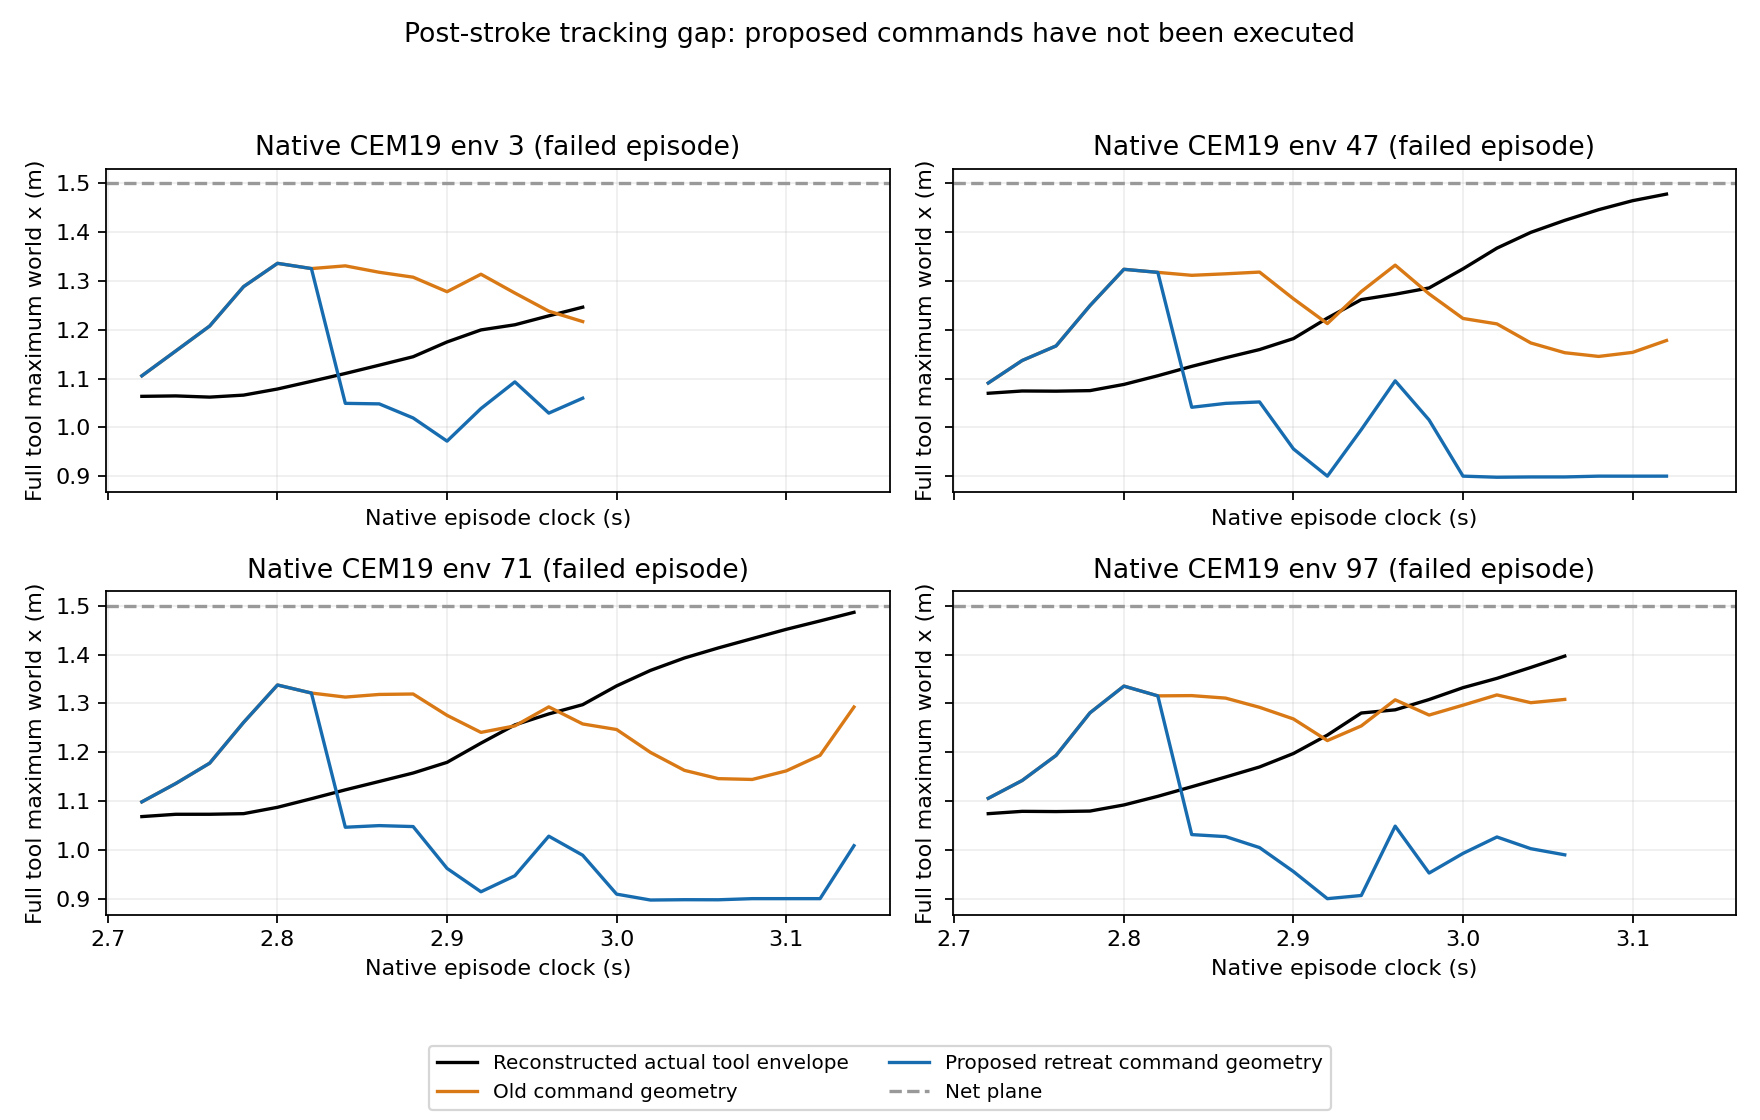 Post-stroke tracking gap: proposed commands have not been executed
Native CEM19 env 3 (failed episode)
Full tool maximum world x (m)
1.5
1.4
1.3
1.2
1.1
1.0
0.9
Native episode clock (s)
Native CEM19 env 47 (failed episode)
Full tool maximum world x (m)
Native episode clock (s)
Native CEM19 env 71 (failed episode)
Full tool maximum world x (m)
1.5
1.4
1.3
1.2
1.1
1.0
0.9
2.7 2.8 2.9 3.0 3.1
Native episode clock (s)
Native CEM19 env 97 (failed episode)
Full tool maximum world x (m)
2.7 2.8 2.9 3.0 3.1
Native episode clock (s)
Reconstructed actual tool envelope
Old command geometry
Proposed retreat command geometry
Net plane